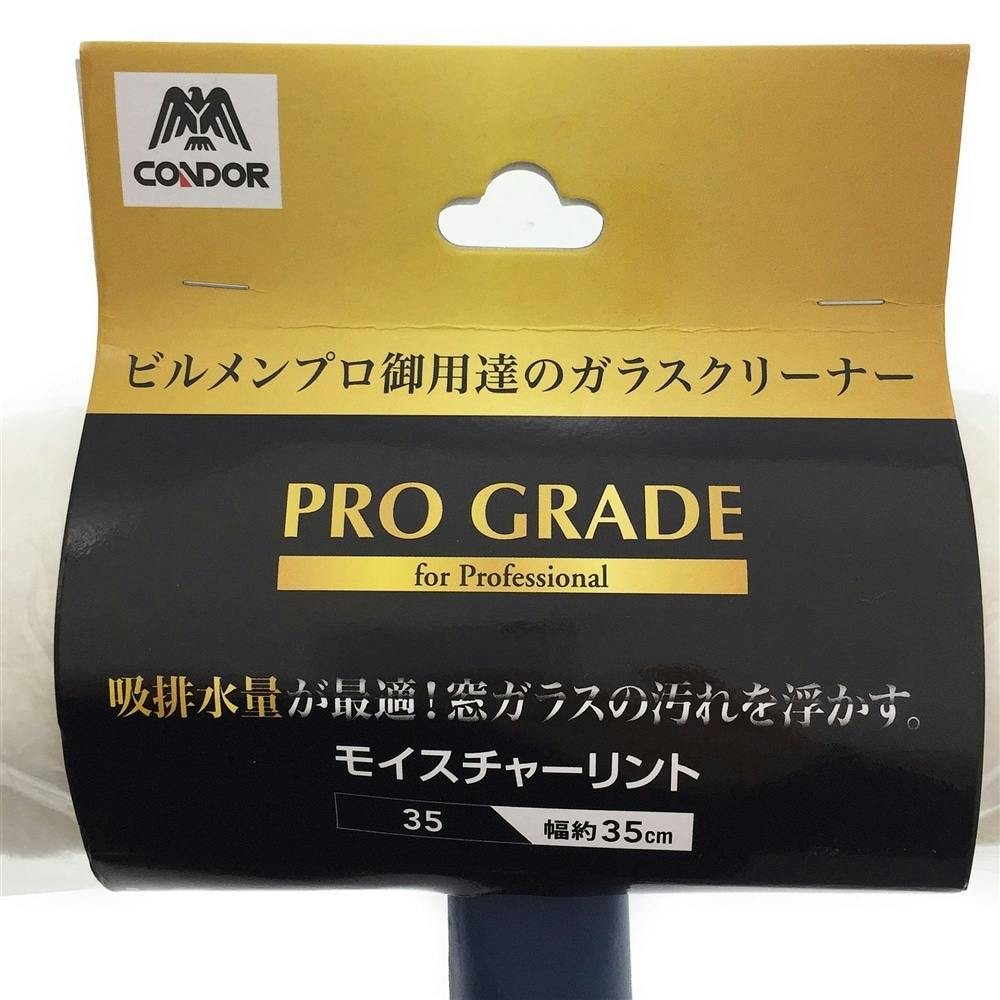 CONDOR
ビルメンプロ御用達のガラスクリーナー
PRO GRADE
for Professional
吸排水量が最適！窓ガラスの汚れを浮かす。
モイスチャーリント
35 幅約35cm